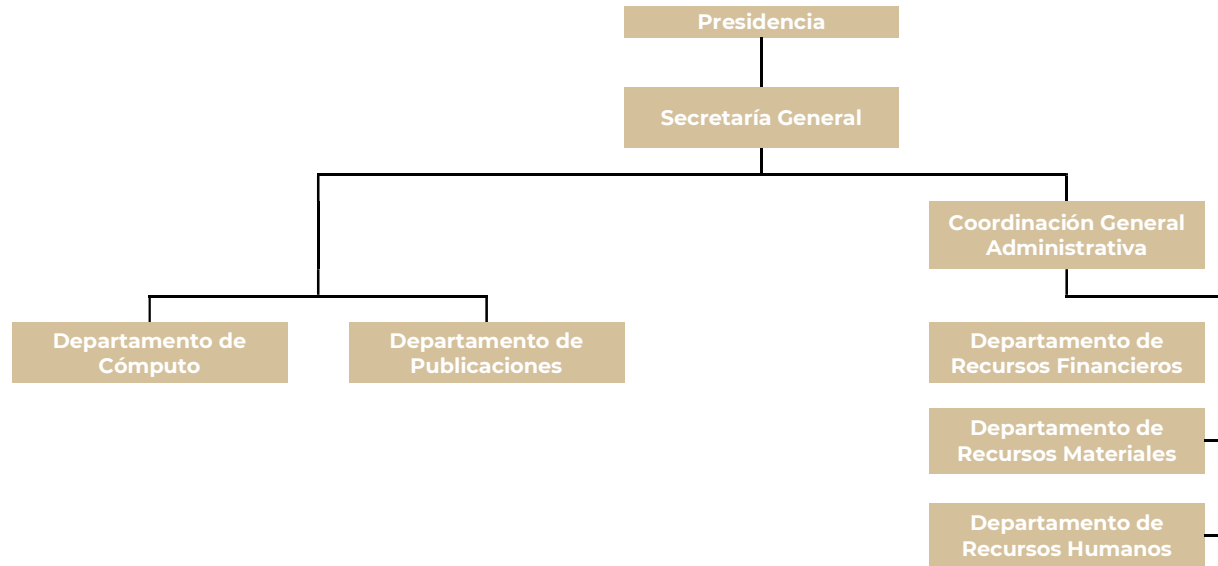 Presidencia
Secretaría General
Coordinación General
Administrativa
Departamento de
Cómputo
Departamento de
Publicaciones
Departamento de
Recursos Financieros
Departamento de
Recursos Materiales
Departamento de
Recursos Humanos